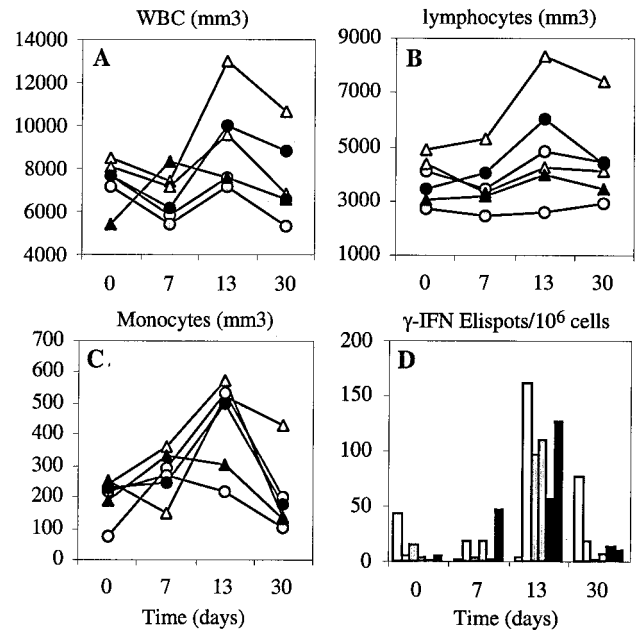 WBC (mm3)
A
14000
12000
10000
8000
6000
4000
0 7 13 30
lymphocytes (mm3)
B
9000
7000
5000
3000
1000
0 7 13 30
Monocytes (mm3)
C
700
600
500
400
300
200
100
0
0 7 13 30
Time (days)
γ-IFN Elispots/10⁶ cells
D
200
150
100
50
0
0 7 13 30
Time (days)